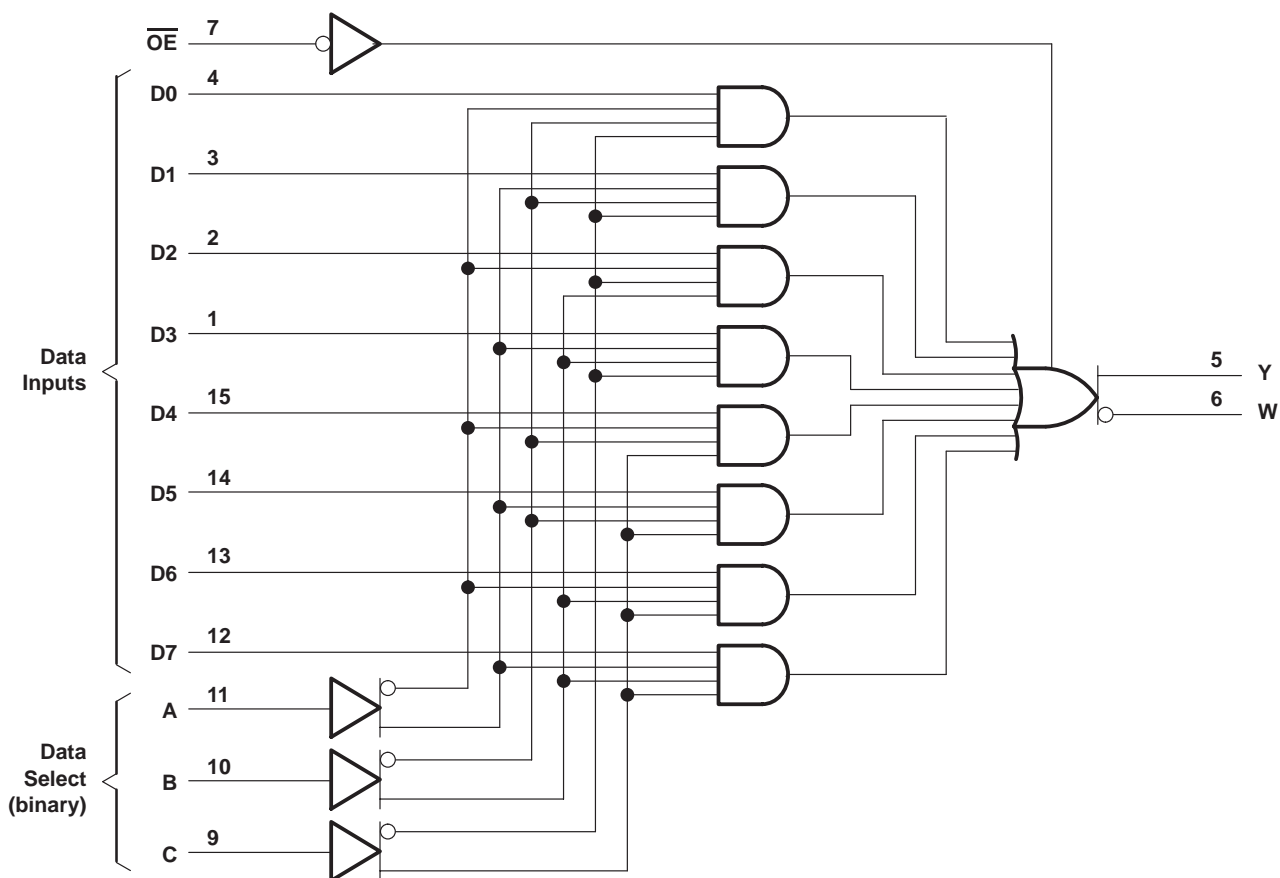 OE 7
D0 4
D1 3
D2 2
D3 1
Data
Inputs
5 Y
6 W
D4 15
D5 14
D6 13
D7 12
A 11
Data
Select
(binary)
B 10
C 9